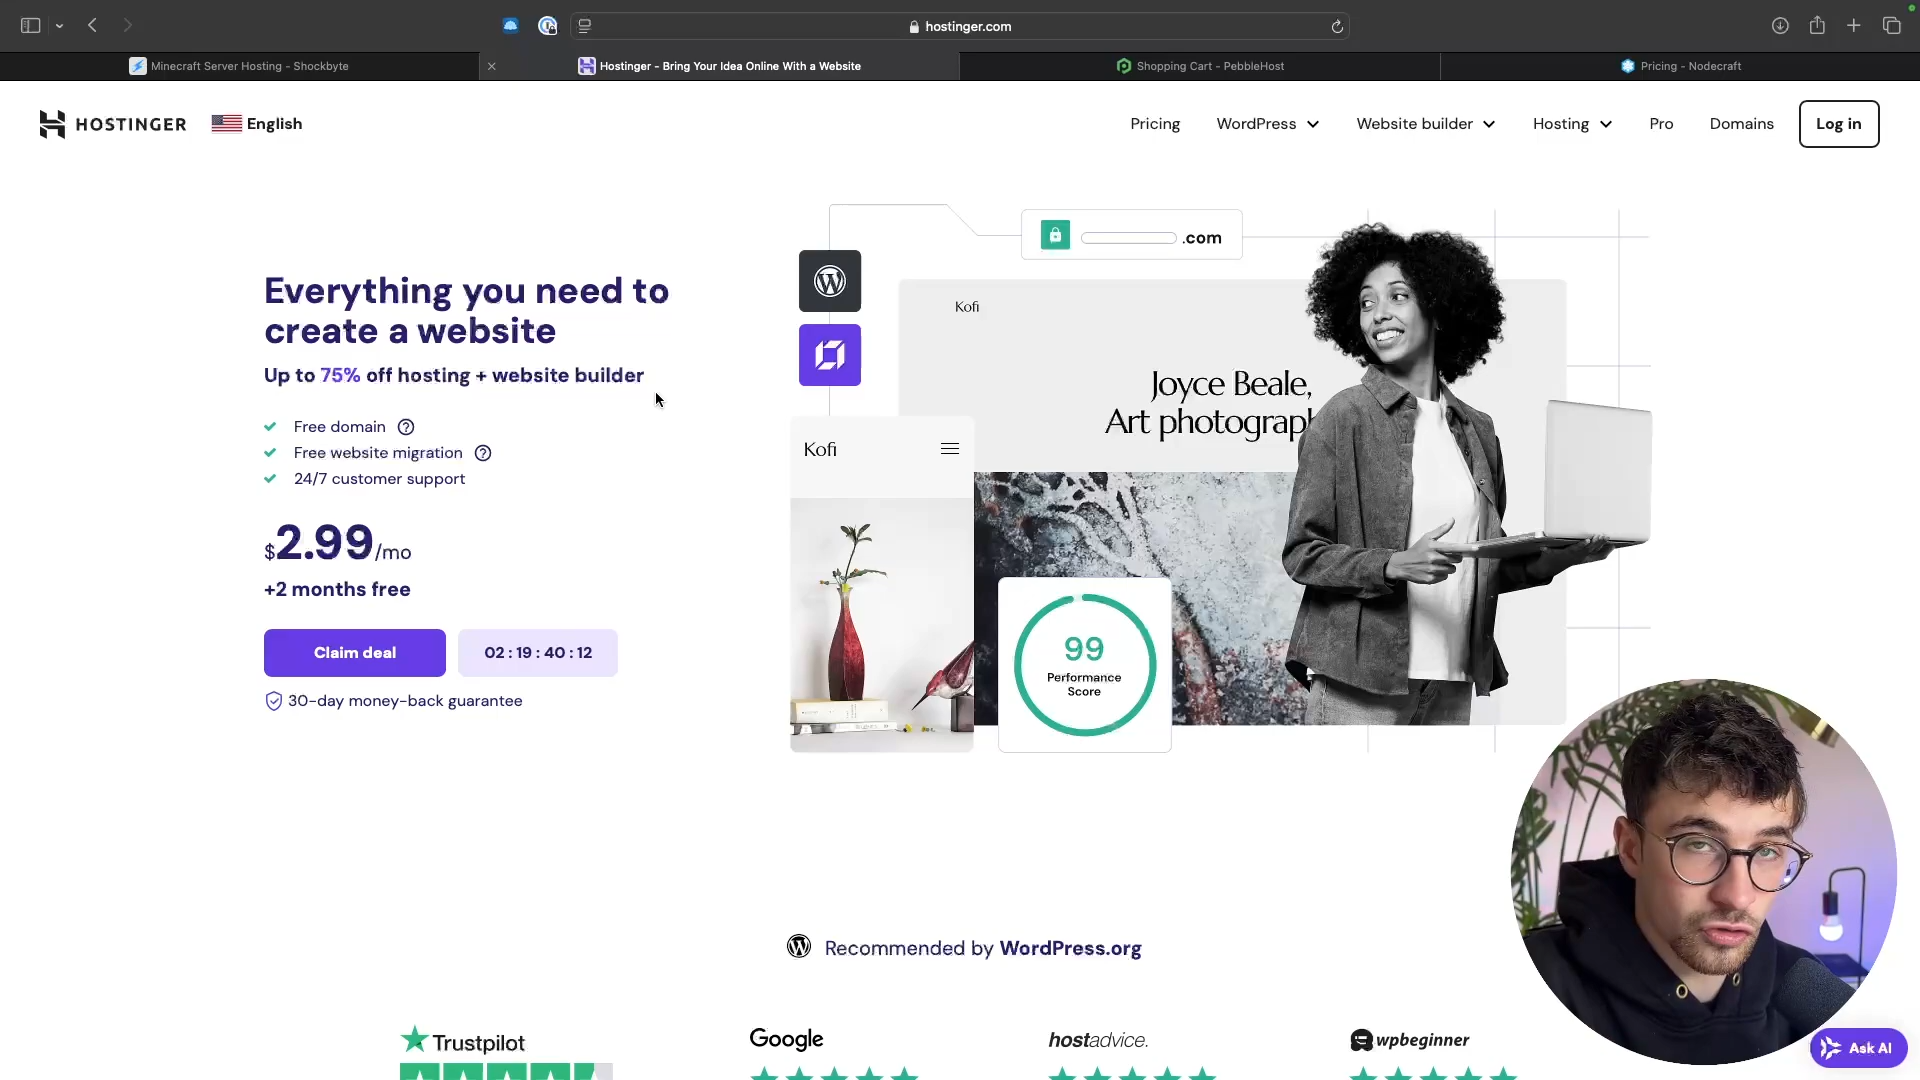 hostinger.com
Minecraft Server Hosting - Shockbyte
Hostinger - Bring Your Idea Online With a Website
Shopping Cart - PebbleHost
Pricing - Nodecraft
HOSTINGER
English
Pricing
WordPress
Website builder
Hosting
Pro
Domains
Log in
Everything you need to
create a website
Up to 75% off hosting + website builder
Free domain
Free website migration
24/7 customer support
$2.99/mo
+2 months free
Claim deal
02 : 19 : 40 : 12
30-day money-back guarantee
.com
Kofi
Joyce Beale,
Art photograph
Kofi
99
Performance
Score
Recommended by WordPress.org
Trustpilot
Google
hostadvice.
wpbeginner
Ask AI